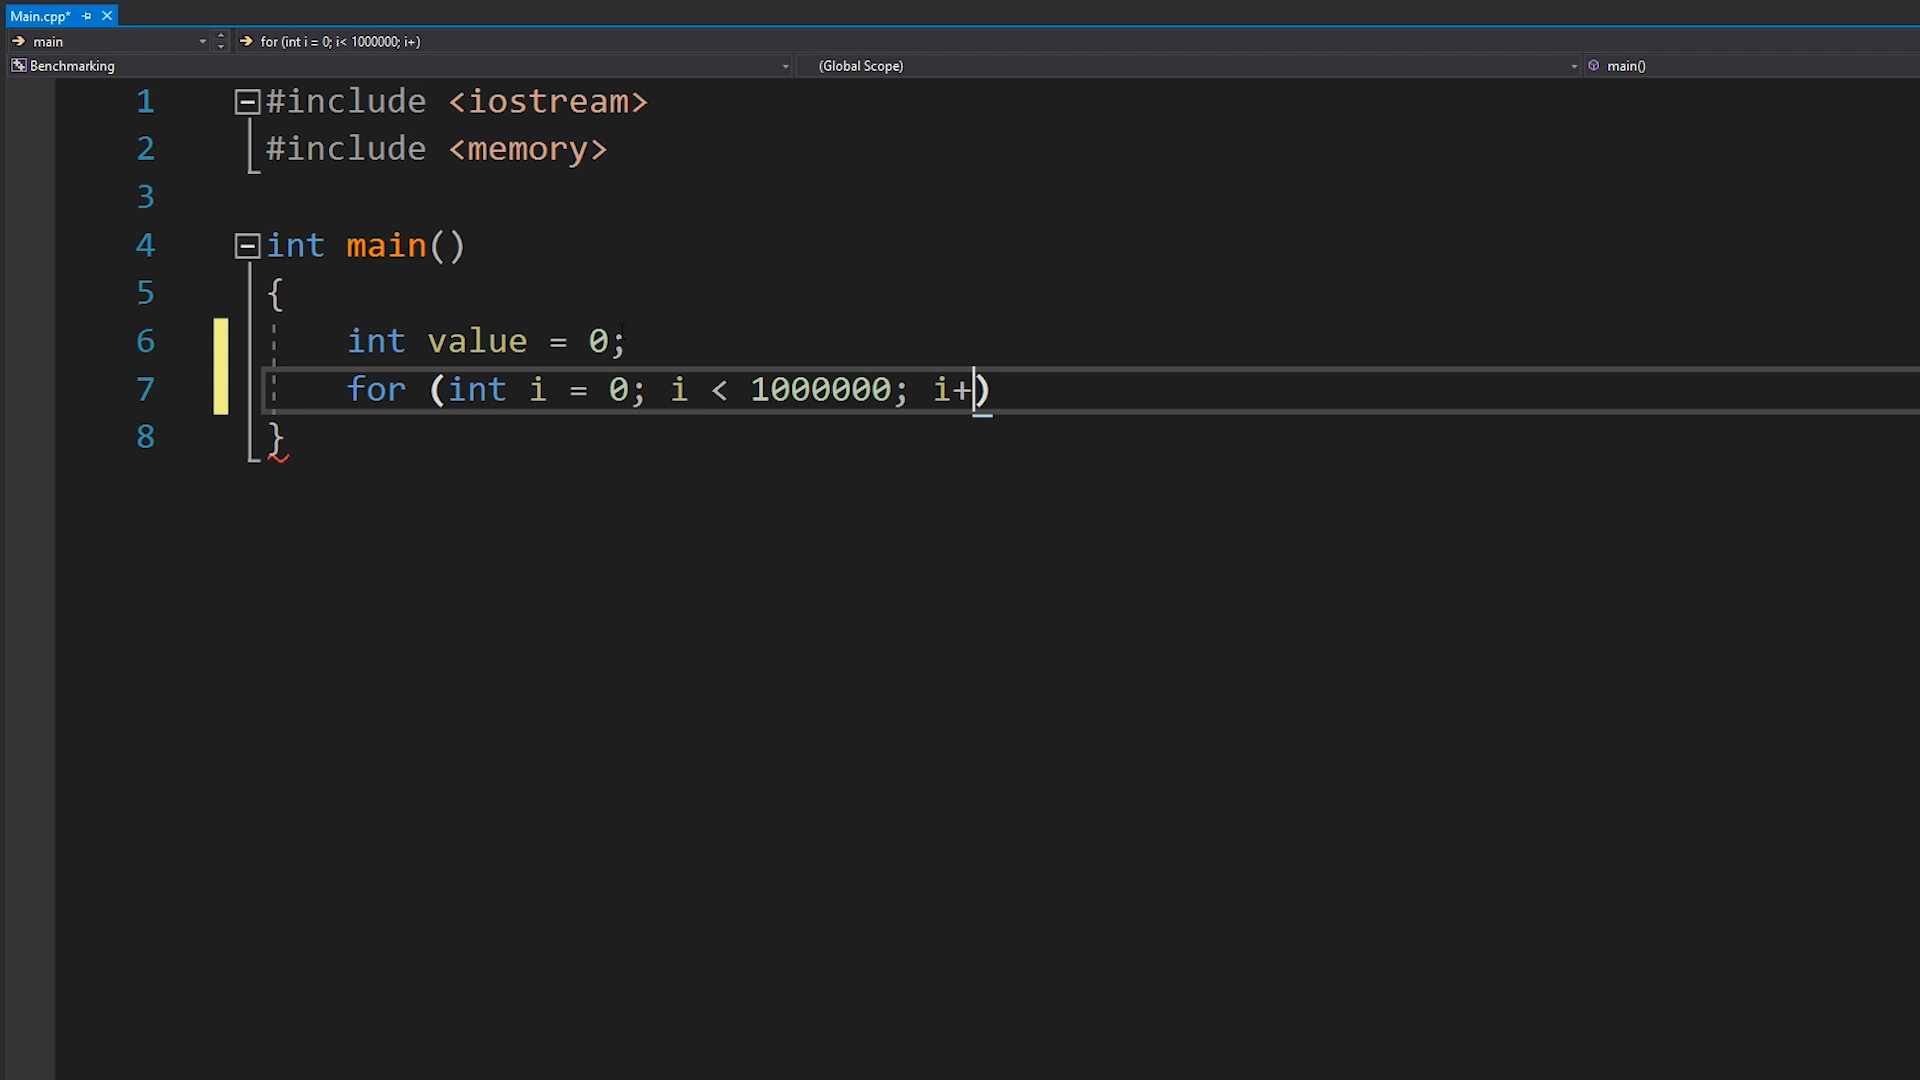 Main.cpp*
main for (int i = 0; i< 1000000; i+)
Benchmarking (Global Scope) main()
1 #include <iostream>
2 #include <memory>
3
4 int main()
5 {
6 int value = 0;
7 for (int i = 0; i < 1000000; i+)
8 }